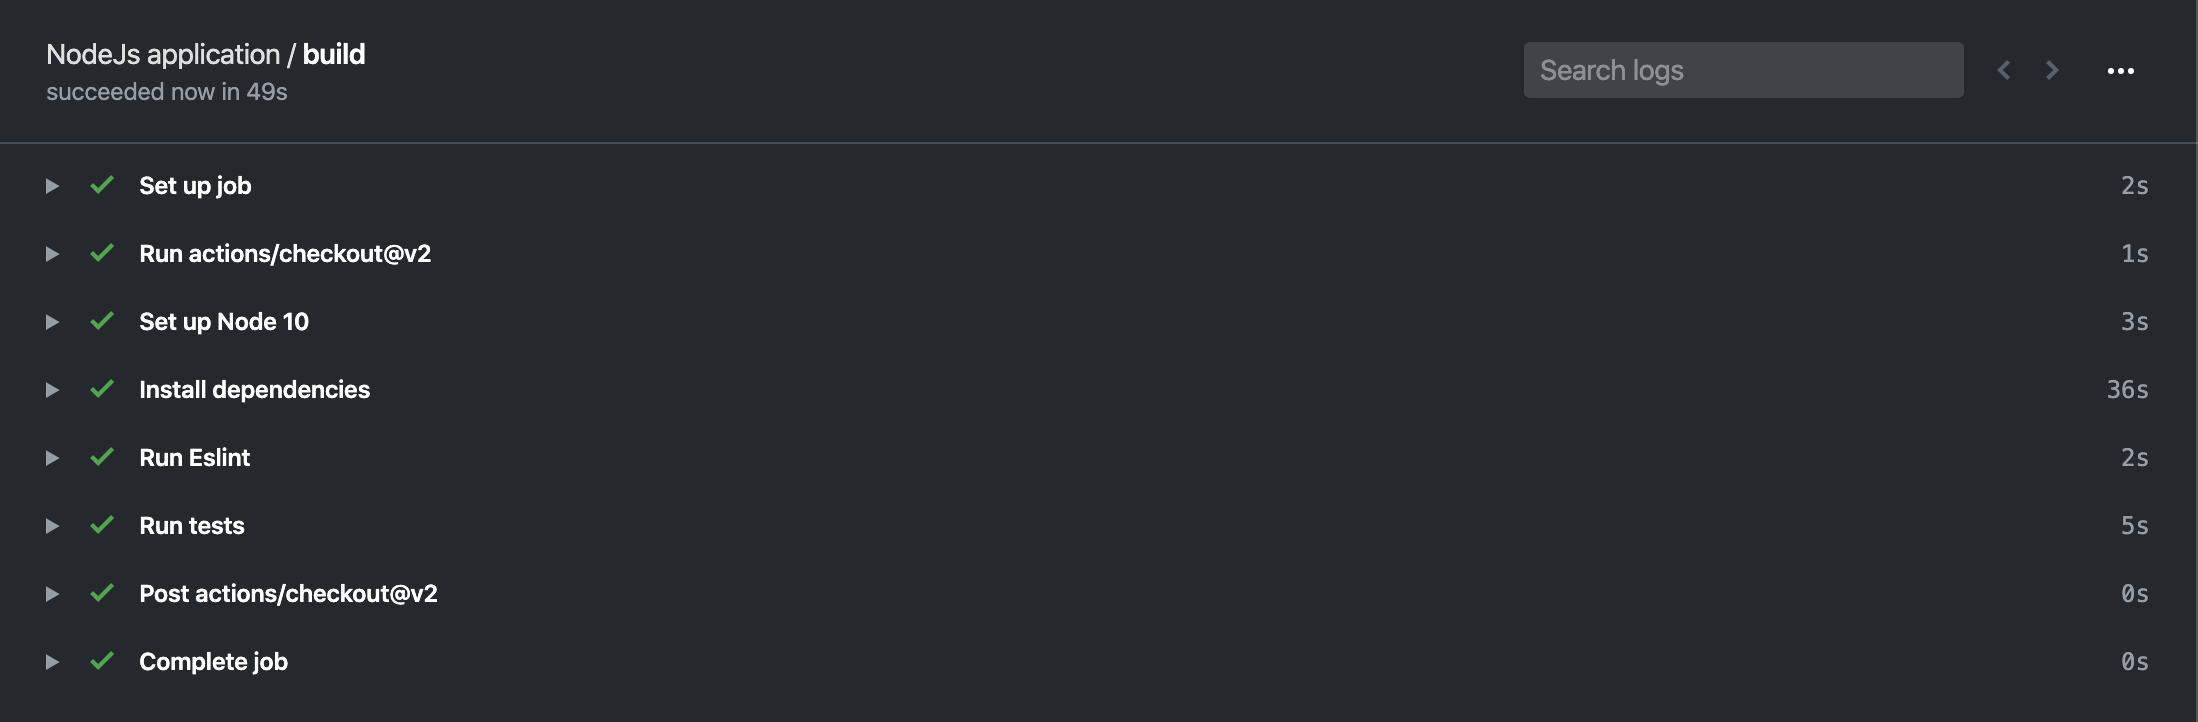 NodeJs application / build
succeeded now in 49s
Search logs
Set up job 2s
Run actions/checkout@v2 1s
Set up Node 10 3s
Install dependencies 36s
Run Eslint 2s
Run tests 5s
Post actions/checkout@v2 0s
Complete job 0s